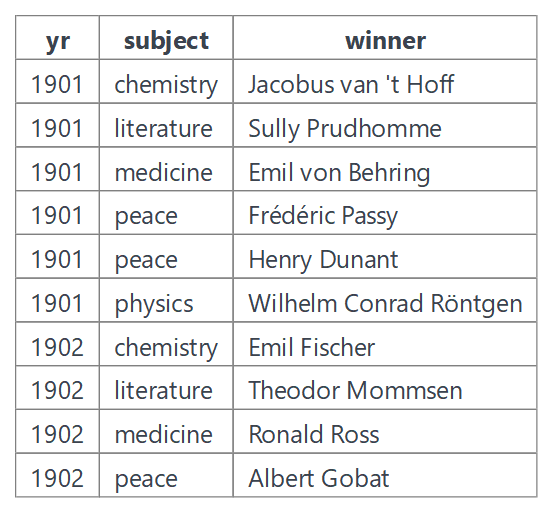 yr subject winner
1901 chemistry Jacobus van 't Hoff
1901 literature Sully Prudhomme
1901 medicine Emil von Behring
1901 peace Frédéric Passy
1901 peace Henry Dunant
1901 physics Wilhelm Conrad Röntgen
1902 chemistry Emil Fischer
1902 literature Theodor Mommsen
1902 medicine Ronald Ross
1902 peace Albert Gobat